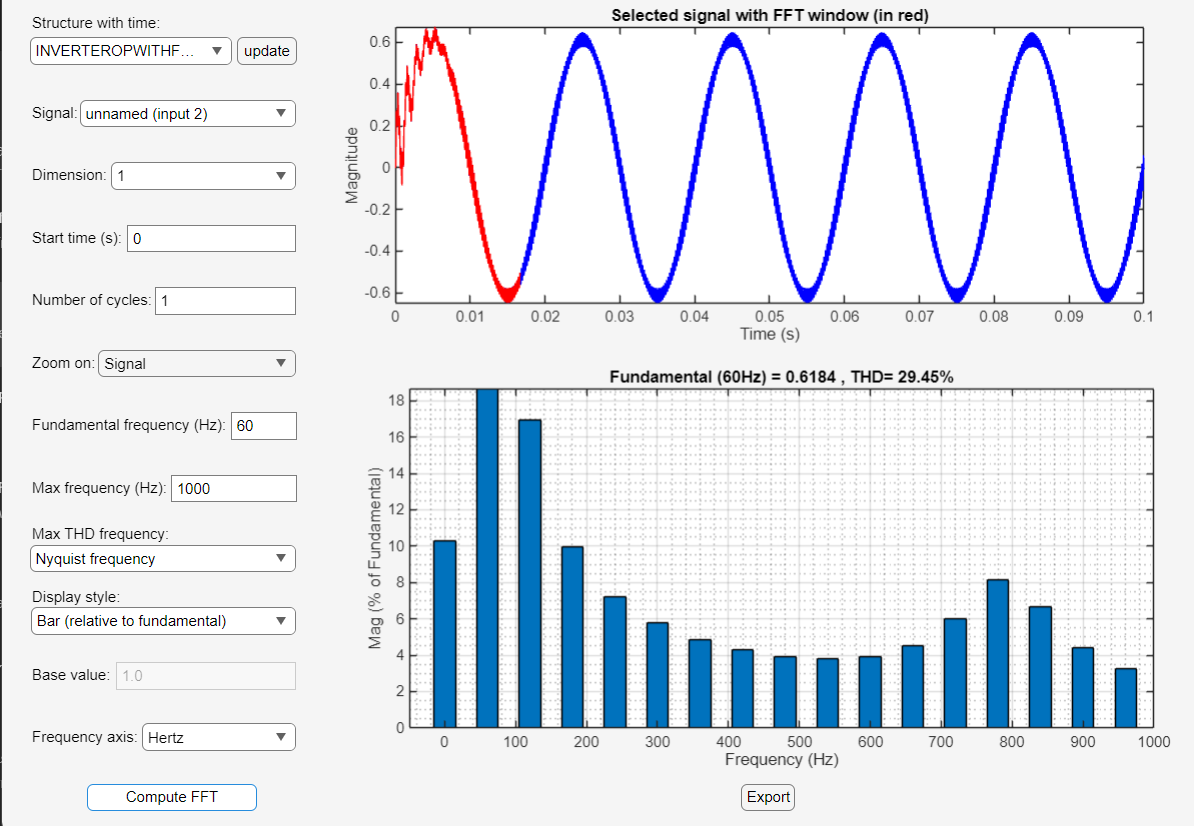 Structure with time:
INVERTEROPWITHF...
update
Signal:
unnamed (input 2)
Dimension:
1
Start time (s):
0
Number of cycles:
1
Zoom on:
Signal
Fundamental frequency (Hz):
60
Max frequency (Hz):
1000
Max THD frequency:
Nyquist frequency
Display style:
Bar (relative to fundamental)
Base value:
1.0
Frequency axis:
Hertz
Compute FFT
Selected signal with FFT window (in red)
Magnitude
0.6
0.4
0.2
0
-0.2
-0.4
-0.6
0 0.01 0.02 0.03 0.04 0.05 0.06 0.07 0.08 0.09 0.1
Time (s)
Fundamental (60Hz) = 0.6184 , THD= 29.45%
Mag (% of Fundamental)
18
16
14
12
10
8
6
4
2
0
0 100 200 300 400 500 600 700 800 900 1000
Frequency (Hz)
Export